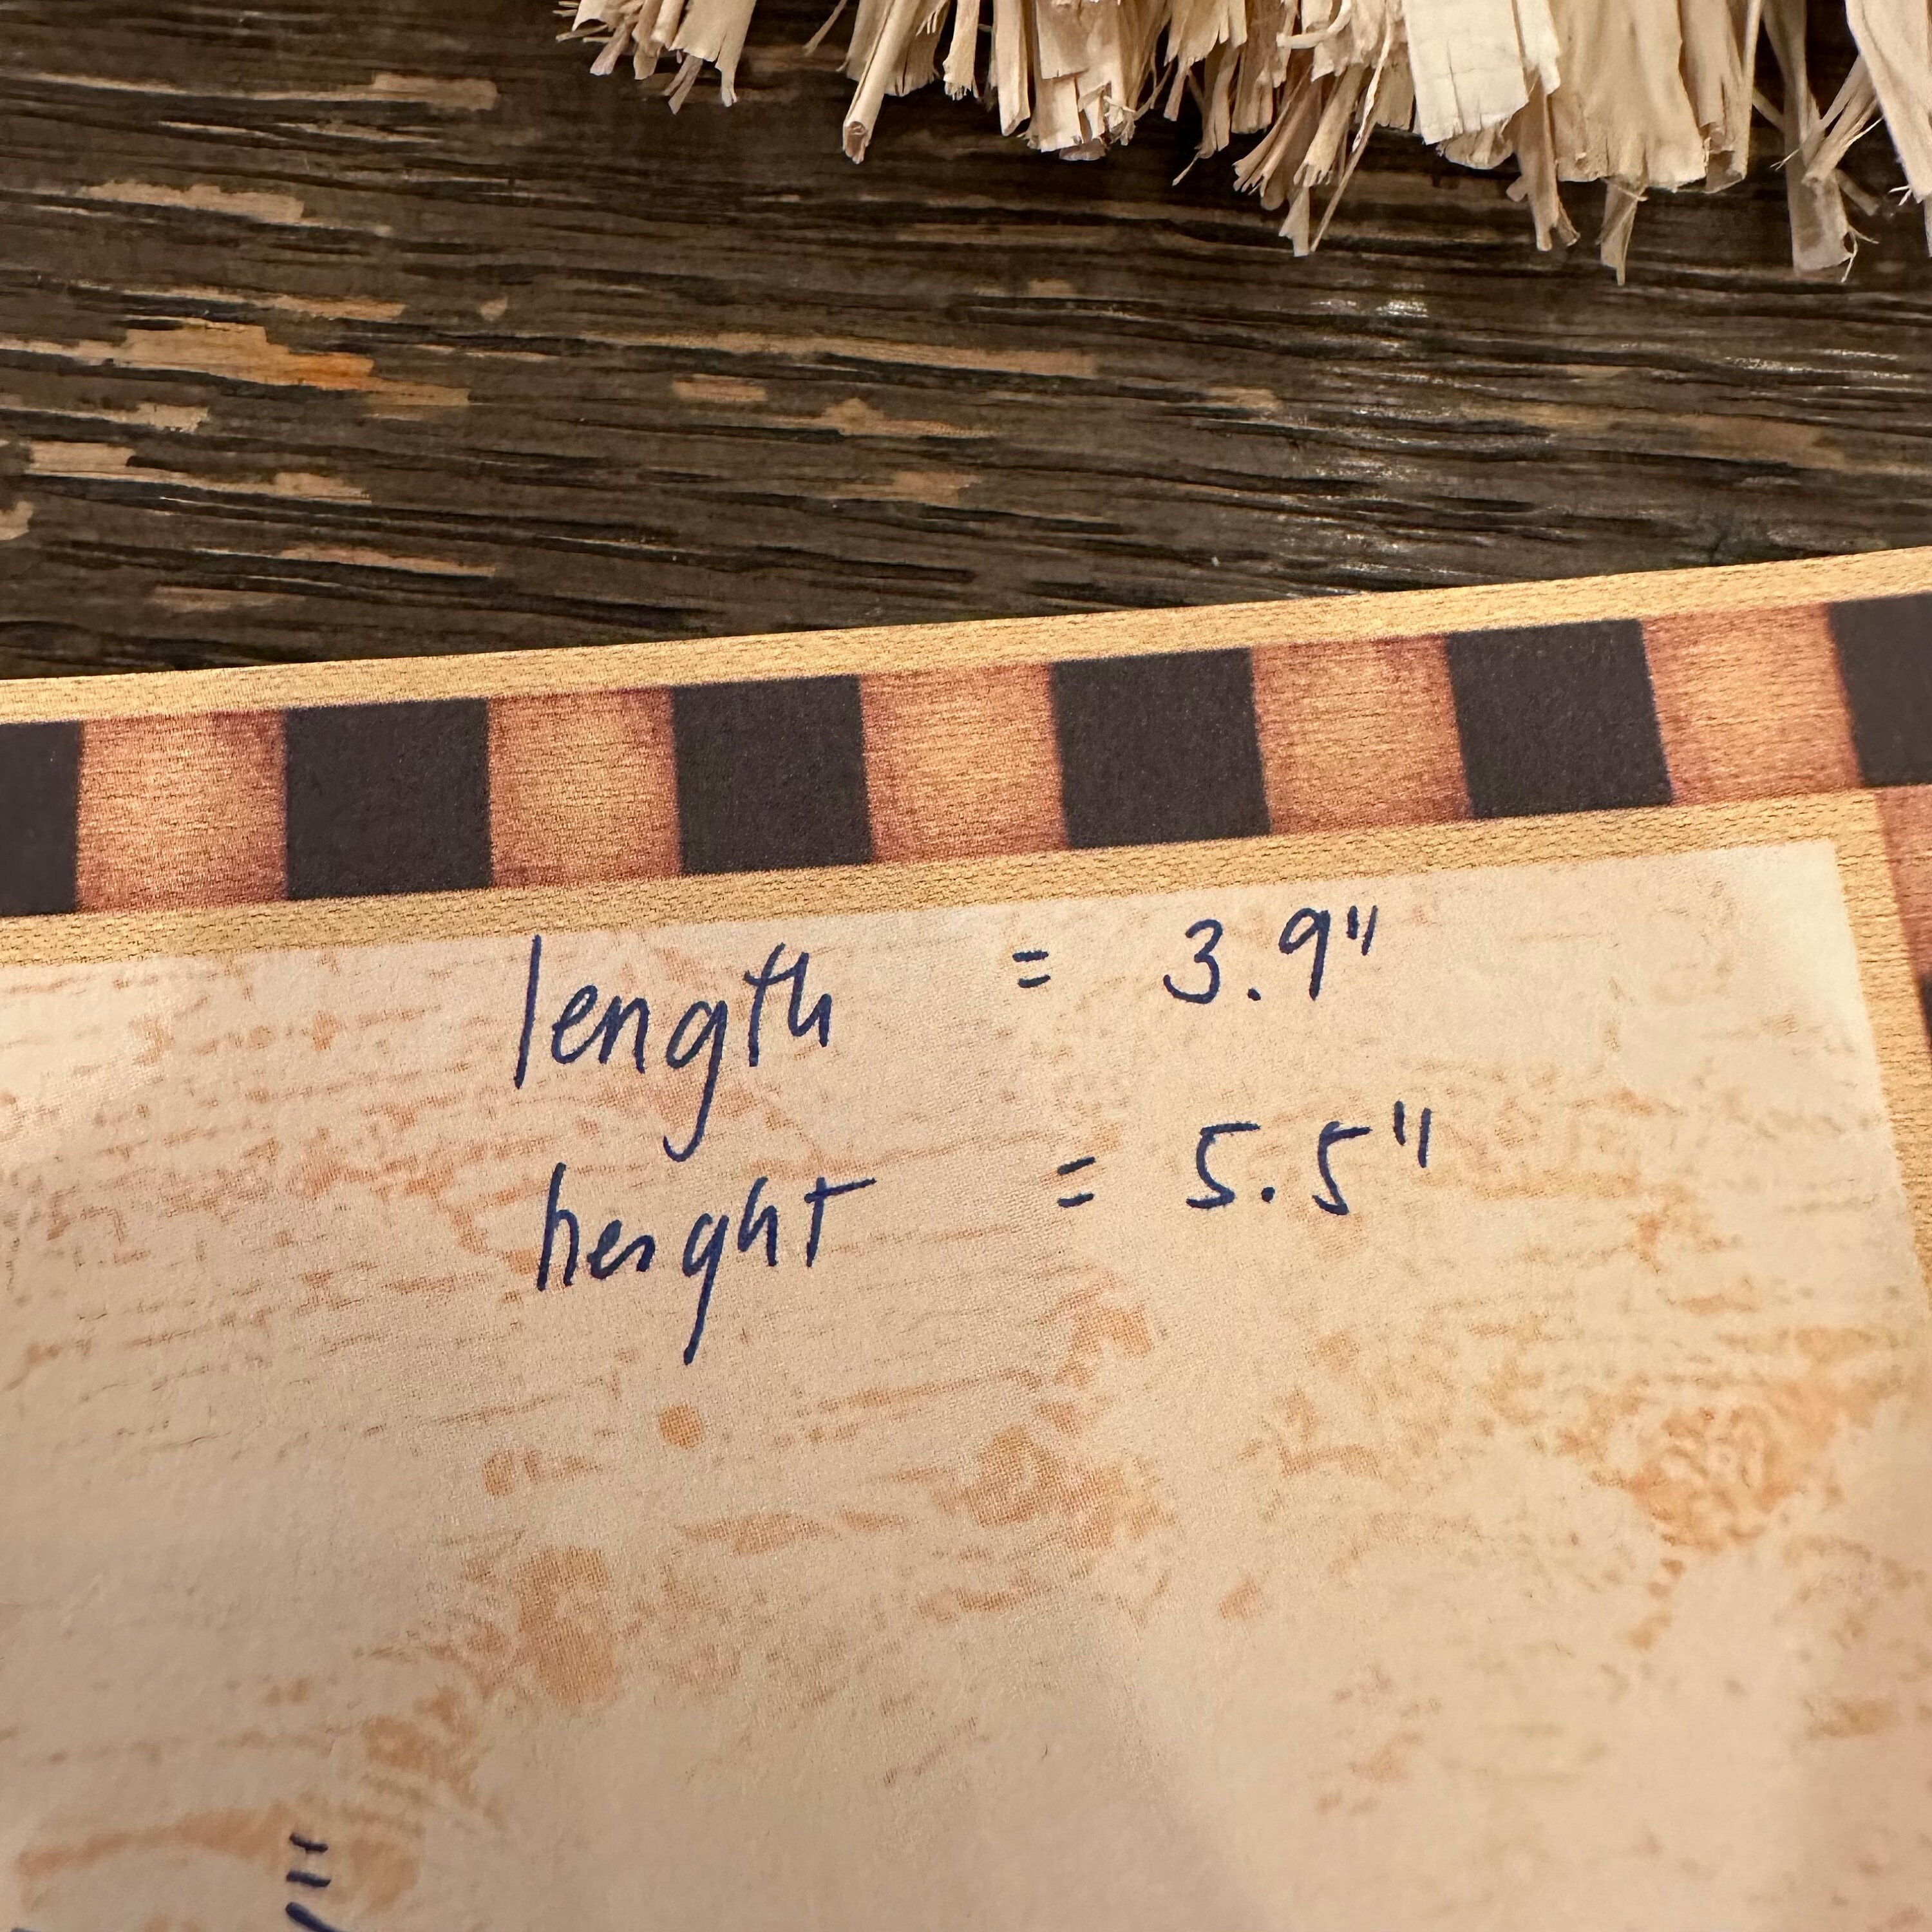 length = 3.9"
height = 5.5"